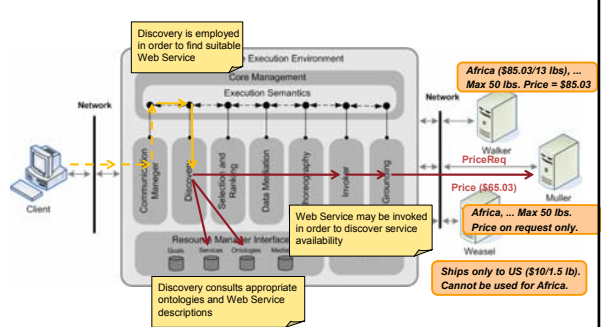 Discovery is employed
in order to find suitable
Web Service
Execution Environment
Core Management
Execution Semantics
Network
Network
Africa ($85.03/13 lbs), ...
Max 50 lbs. Price = $85.03
Walker
PriceReq
Muller
Price ($65.03)
Africa, ... Max 50 lbs.
Price on request only.
Weasel
Ships only to US ($10/1.5 lb).
Cannot be used for Africa.
Client
Communication
Manager
Discovery
Selection and
Ranking
Data Mediation
Choreography
Invoker
Grounding
Web Service may be invoked
in order to discover service
availability
Resource Manager Interface
Goals
Services
Ontologies
Discovery consults appropriate
ontologies and Web Service
descriptions